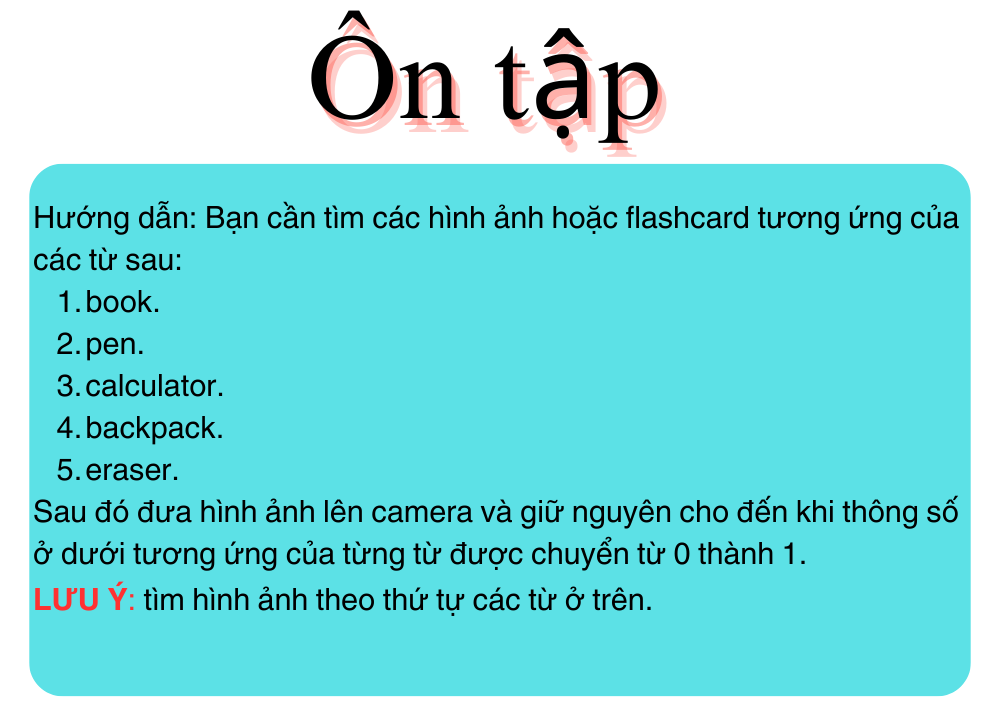 Ôn tập
Hướng dẫn: Bạn cần tìm các hình ảnh hoặc flashcard tương ứng của
các từ sau:
1. book.
2. pen.
3. calculator.
4. backpack.
5. eraser.
Sau đó đưa hình ảnh lên camera và giữ nguyên cho đến khi thông số
ở dưới tương ứng của từng từ được chuyển từ 0 thành 1.
LƯU Ý: tìm hình ảnh theo thứ tự các từ ở trên.